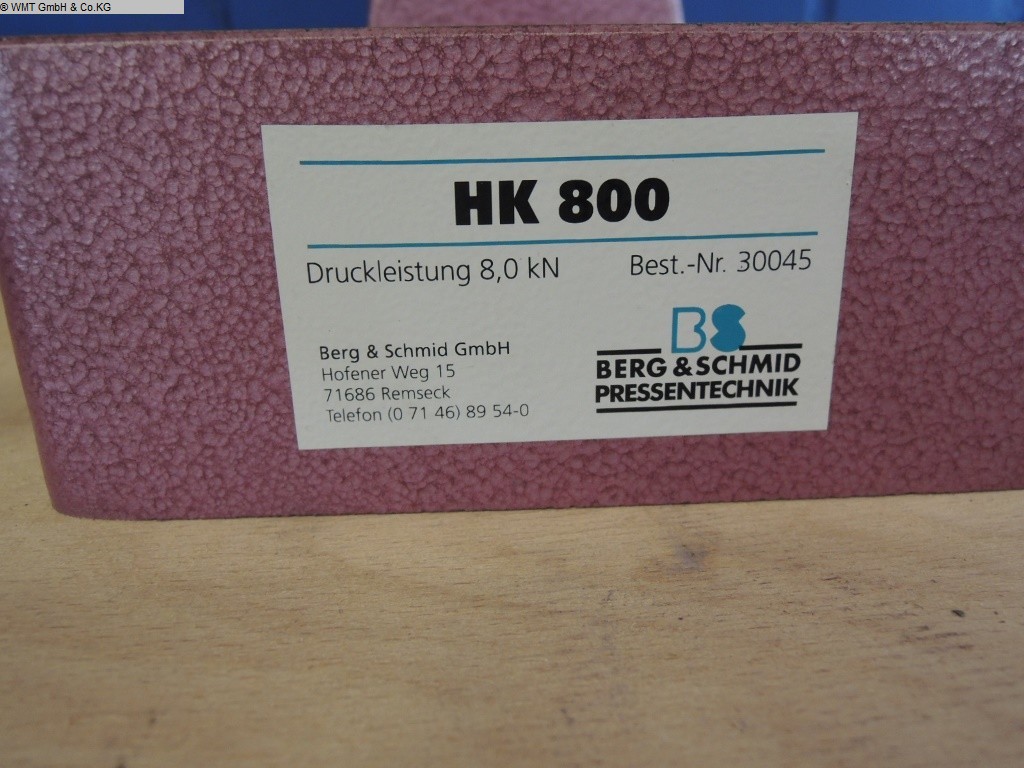 © WMT GmbH & Co.KG
HK 800
Druckleistung 8,0 kN
Best.-Nr. 30045
Berg & Schmid GmbH
Hofener Weg 15
71686 Remseck
Telefon (0 71 46) 89 54-0
BS
BERG & SCHMID
PRESSENTECHNIK